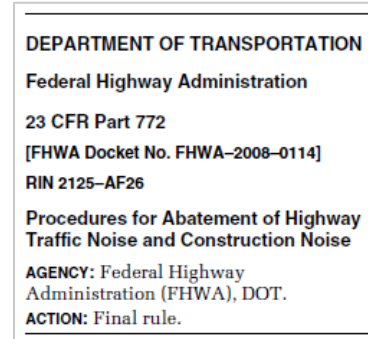 DEPARTMENT OF TRANSPORTATION
Federal Highway Administration
23 CFR Part 772
[FHWA Docket No. FHWA–2008–0114]
RIN 2125–AF26
Procedures for Abatement of Highway
Traffic Noise and Construction Noise
AGENCY: Federal Highway
Administration (FHWA), DOT.
ACTION: Final rule.